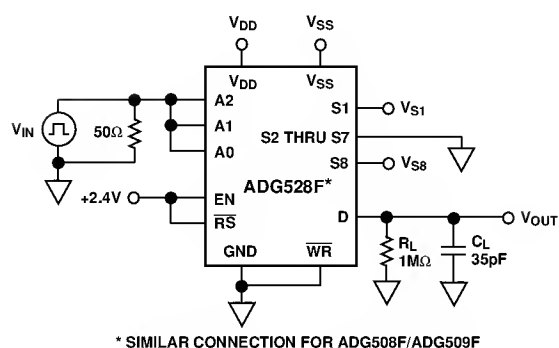 VDD
VSS
VDD
VSS
A2
S1
VS1
VIN
50Ω
A1
S2 THRU S7
A0
S8
VS8
ADG528F*
+2.4V
EN
D
VOUT
RS
RL
1MΩ
CL
35pF
GND
WR
* SIMILAR CONNECTION FOR ADG508F/ADG509F